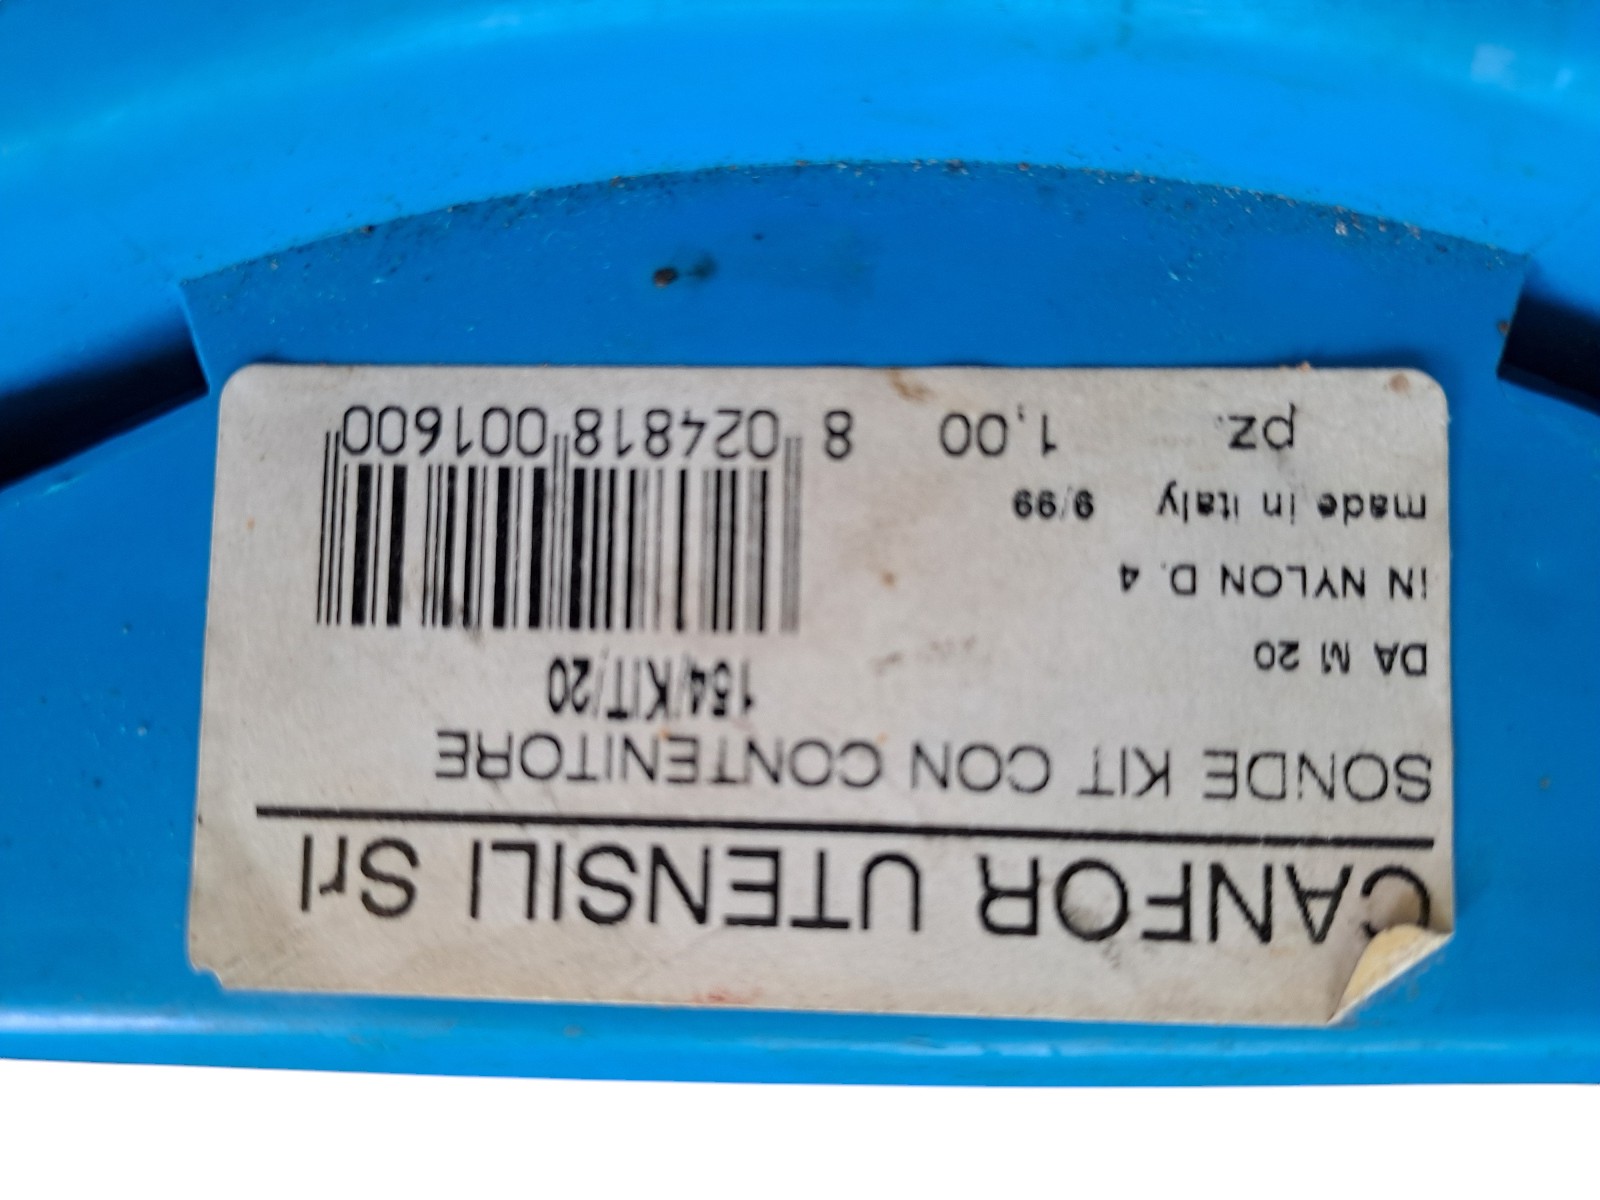 CANFOR UTENSILI Srl
SONDE KIT CON CONTENITORE
154/KIT/20
DA M 20
IN NYLON D. 4
made in italy 9/99
pz. 1,00
8 024818 001600